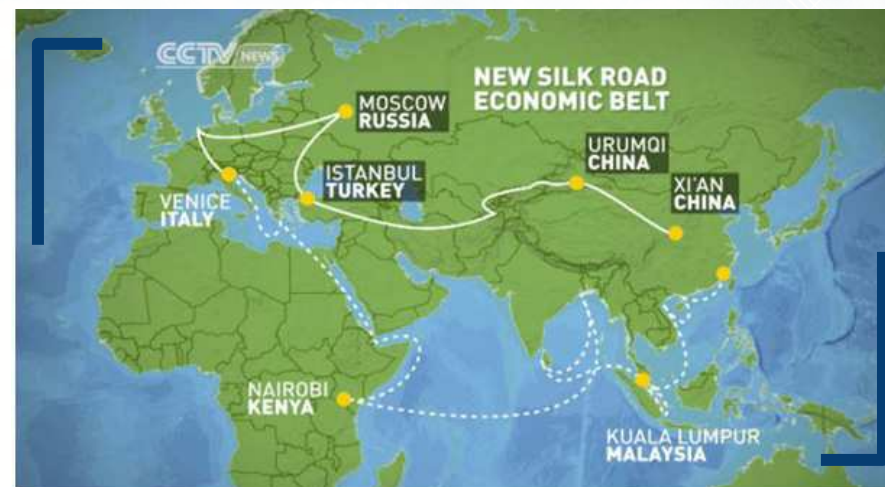 CCTV NEWS
NEW SILK ROAD
ECONOMIC BELT
MOSCOW
RUSSIA
URUMQI
CHINA
ISTANBUL
TURKEY
XI'AN
CHINA
VENICE
ITALY
NAIROBI
KENYA
KUALA LUMPUR
MALAYSIA